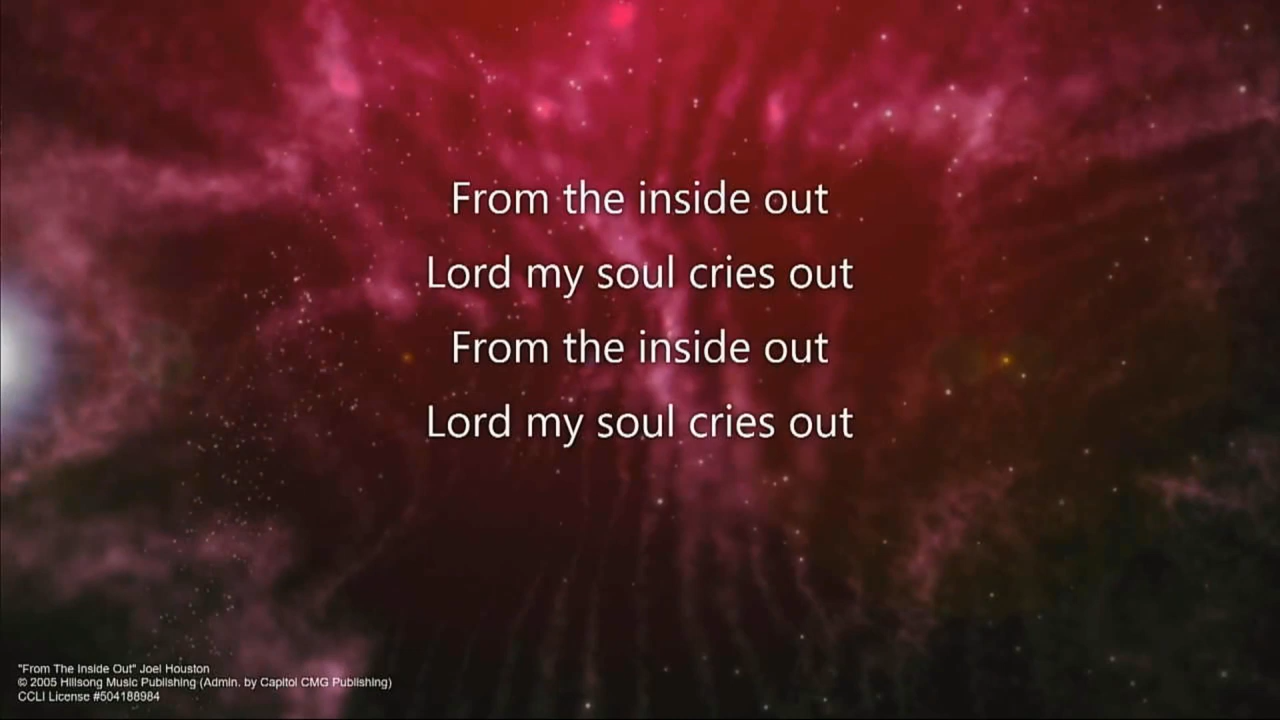 From the inside out
Lord my soul cries out
From the inside out
Lord my soul cries out
"From The Inside Out" Joel Houston
© 2005 Hillsong Music Publishing (Admin. by Capitol CMG Publishing)
CCLI License #504188984